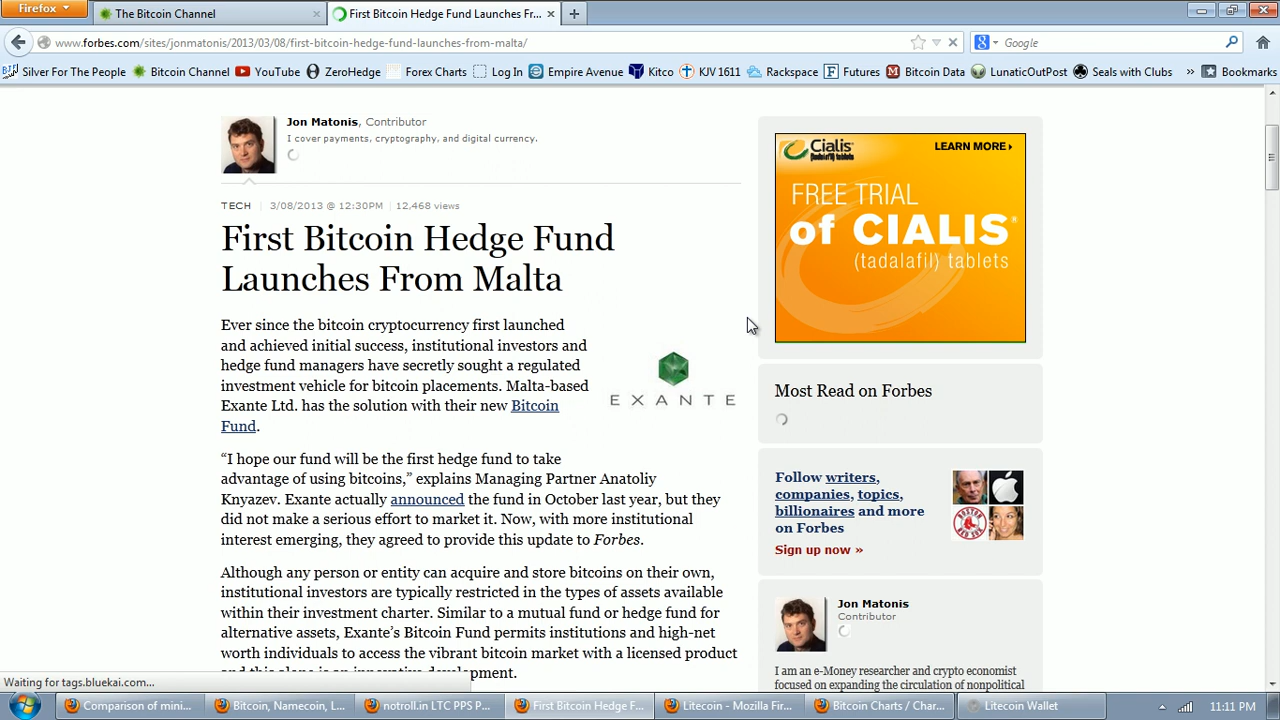 Firefox
The Bitcoin Channel
First Bitcoin Hedge Fund Launches Fr...
www.forbes.com/sites/jonmatonis/2013/03/08/first-bitcoin-hedge-fund-launches-from-malta/
Google
Silver For The People
Bitcoin Channel
YouTube
ZeroHedge
Forex Charts
Log In
Empire Avenue
Kitco
KJV 1611
Rackspace
Futures
Bitcoin Data
LunaticOutPost
Seals with Clubs
»
Bookmarks
Jon Matonis, Contributor
I cover payments, cryptography, and digital currency.
TECH | 3/08/2013 @ 12:30PM | 12,468 views
First Bitcoin Hedge Fund
Launches From Malta
Ever since the bitcoin cryptocurrency first launched
and achieved initial success, institutional investors and
hedge fund managers have secretly sought a regulated
investment vehicle for bitcoin placements. Malta-based
Exante Ltd. has the solution with their new Bitcoin
Fund.
EXANTE
“I hope our fund will be the first hedge fund to take
advantage of using bitcoins,” explains Managing Partner Anatoliy
Knyazev. Exante actually announced the fund in October last year, but they
did not make a serious effort to market it. Now, with more institutional
interest emerging, they agreed to provide this update to Forbes.
Although any person or entity can acquire and store bitcoins on their own,
institutional investors are typically restricted in the types of assets available
within their investment charter. Similar to a mutual fund or hedge fund for
alternative assets, Exante’s Bitcoin Fund permits institutions and high-net
worth individuals to access the vibrant bitcoin market with a licensed product
and this alone is an innovative development.
Cialis
(tadalafil) tablets
LEARN MORE
FREE TRIAL
of CIALIS®
(tadalafil) tablets
Most Read on Forbes
Follow writers,
companies, topics,
billionaires and more
on Forbes
Sign up now »
Jon Matonis
Contributor
I am an e-Money researcher and crypto economist
focused on expanding the circulation of nonpolitical
Waiting for tags.bluekai.com...
Comparison of mini...
Bitcoin, Namecoin, L...
notroll.in LTC PPS P...
First Bitcoin Hedge F...
Litecoin - Mozilla Fir...
Bitcoin Charts / Char...
Litecoin Wallet
11:11 PM